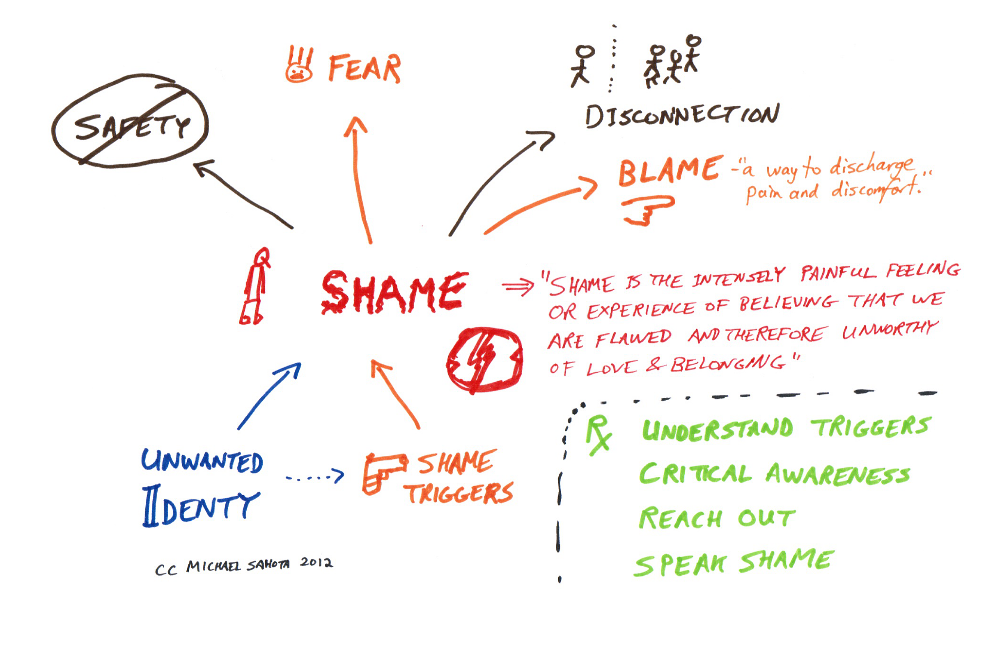 FEAR
SAFETY
DISCONNECTION
BLAME - "a way to discharge
pain and discomfort."
SHAME
⇒ "SHAME IS THE INTENSELY PAINFUL FEELING
OR EXPERIENCE OF BELIEVING THAT WE
ARE FLAWED AND THEREFORE UNWORTHY
OF LOVE & BELONGING"
UNWANTED
IDENTY
SHAME
TRIGGERS
Rx UNDERSTAND TRIGGERS
CRITICAL AWARENESS
REACH OUT
SPEAK SHAME
CC MICHAEL SAHOTA 2012